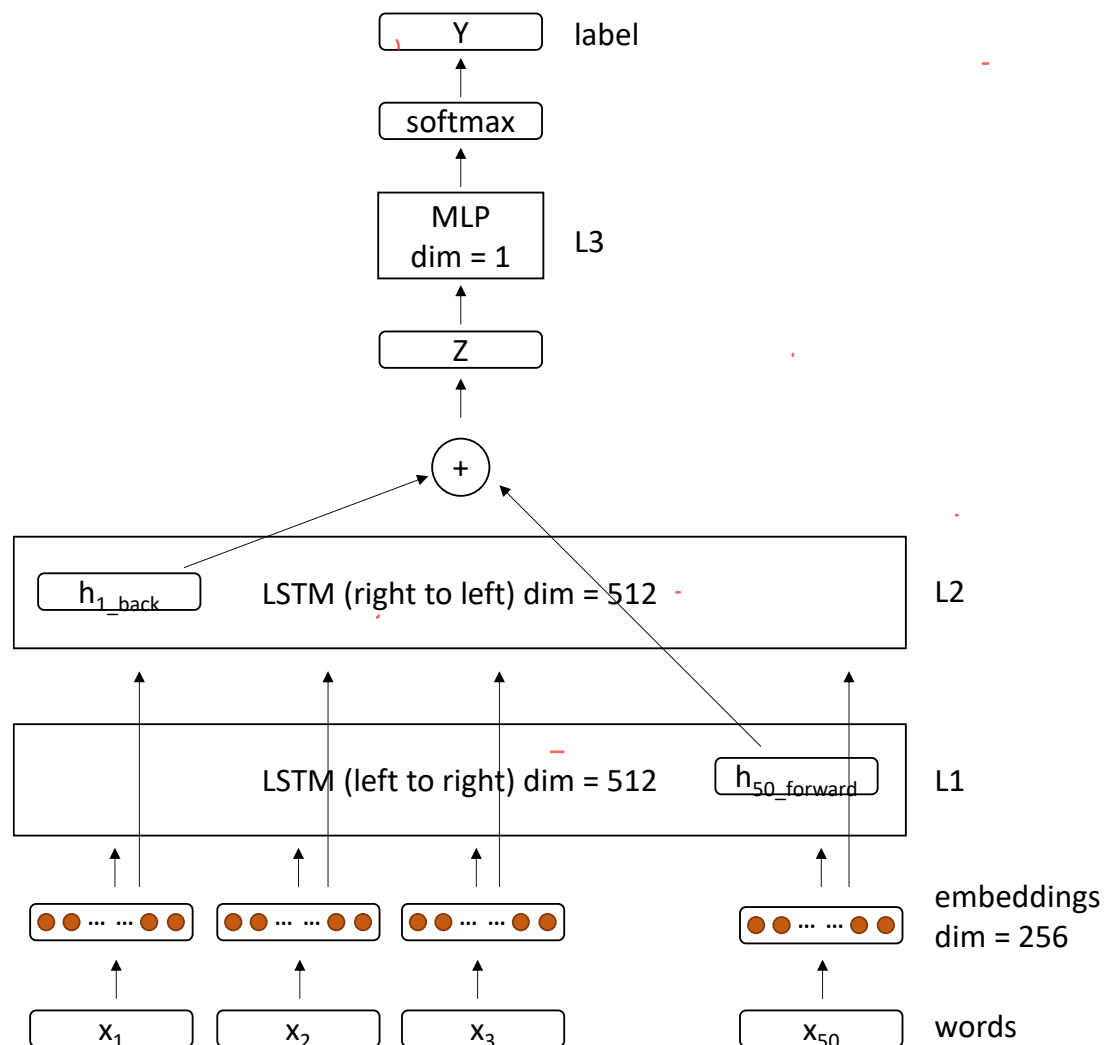 Y label
softmax
MLP
dim = 1
L3
Z
+
h1_back
LSTM (right to left) dim = 512
L2
LSTM (left to right) dim = 512
h50_forward
L1
... ...
... ...
... ...
... ...
embeddings
dim = 256
x1 x2 x3 x50 words